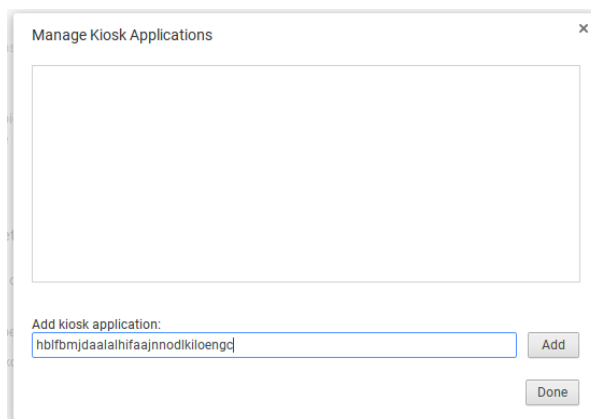 Manage Kiosk Applications
×
Add kiosk application:
hblfbmjdaalalhifaajnnodlkiloengc
Add
Done